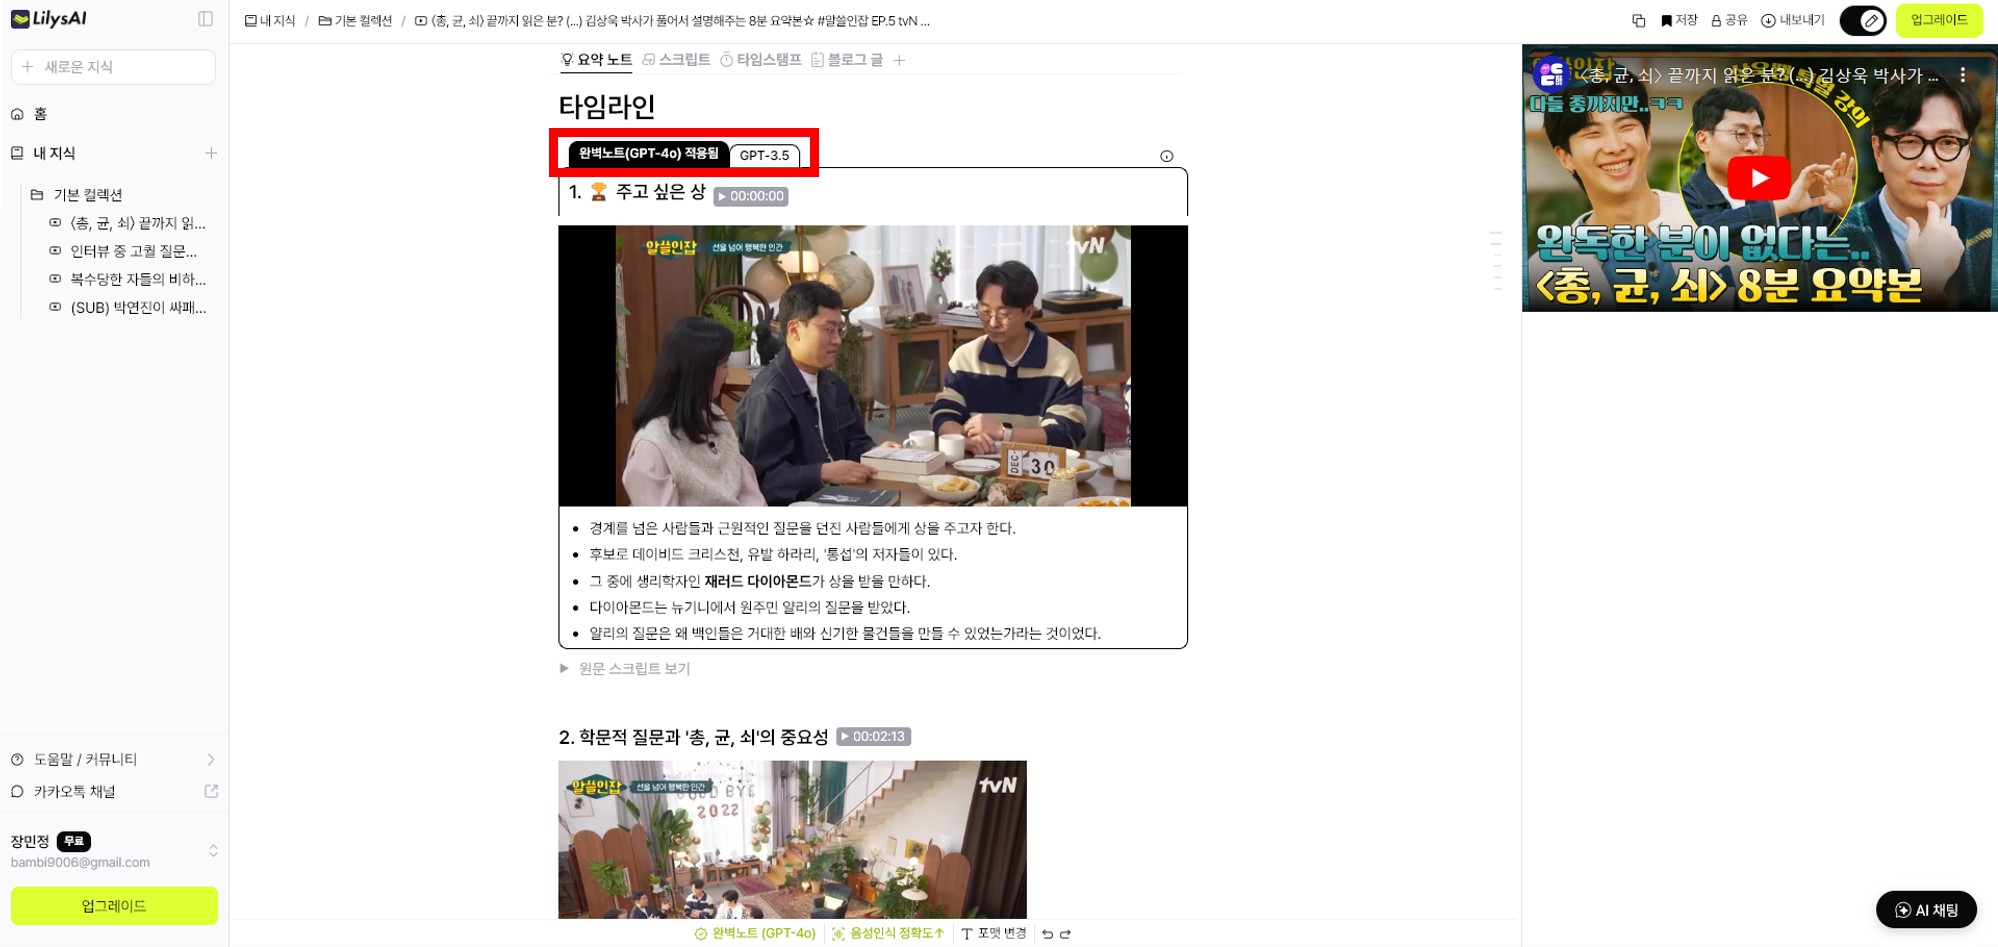 LilysAI
새로운 지식
홈
내 지식
기본 컬렉션
〈총, 균, 쇠〉 끝까지 읽...
인터뷰 중 고퀄 질문...
복수당한 자들의 비하...
(SUB) 박연진이 싸패...
도움말 / 커뮤니티
카카오톡 채널
장민정 무료
bambi9006@gmail.com
업그레이드
내 지식 / 기본 컬렉션 / 〈총, 균, 쇠〉 끝까지 읽은 분? (...) 김상욱 박사가 풀어서 설명해주는 8분 요약본☆ #알쓸인잡 EP.5 tvN ...
저장 공유 내보내기 업그레이드
요약 노트 스크립트 타임스탬프 블로그 글
타임라인
완벽노트(GPT-4o) 적용됨 GPT-3.5
1. 🏆 주고 싶은 상 ▶ 00:00:00
알쓸인잡 선을 넘어 행복한 인간 tvN
DEC 30
• 경계를 넘은 사람들과 근원적인 질문을 던진 사람들에게 상을 주고자 한다.
• 후보로 데이비드 크리스천, 유발 하라리, '통섭'의 저자들이 있다.
• 그 중에 생리학자인 재러드 다이아몬드가 상을 받을 만하다.
• 다이아몬드는 뉴기니에서 원주민 얄리의 질문을 받았다.
• 얄리의 질문은 왜 백인들은 거대한 배와 신기한 물건들을 만들 수 있었는가라는 것이었다.
▶ 원문 스크립트 보기
2. 학문적 질문과 '총, 균, 쇠'의 중요성 ▶ 00:02:13
알쓸인잡 선을 넘어 행복한 인간 tvN
GOOD BYE
2022
완벽노트 (GPT-4o) 음성인식 정확도↑ 포맷 변경
〈총, 균, 쇠〉 끝까지 읽은 분? (...) 김상욱 박사가 ...
다들 총까지만..ㅋㅋ
특별 강의
완독한 분이 없다는..
〈총, 균, 쇠〉 8분 요약본
AI 채팅